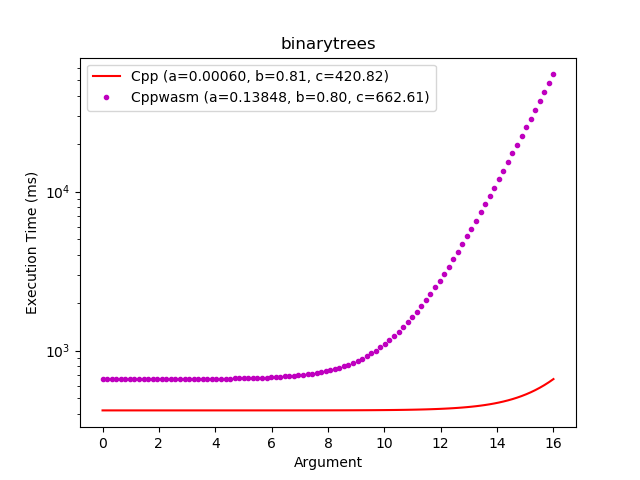 binarytrees
Cpp (a=0.00060, b=0.81, c=420.82)
Cppwasm (a=0.13848, b=0.80, c=662.61)
Execution Time (ms)
10^4
10^3
0 2 4 6 8 10 12 14 16
Argument